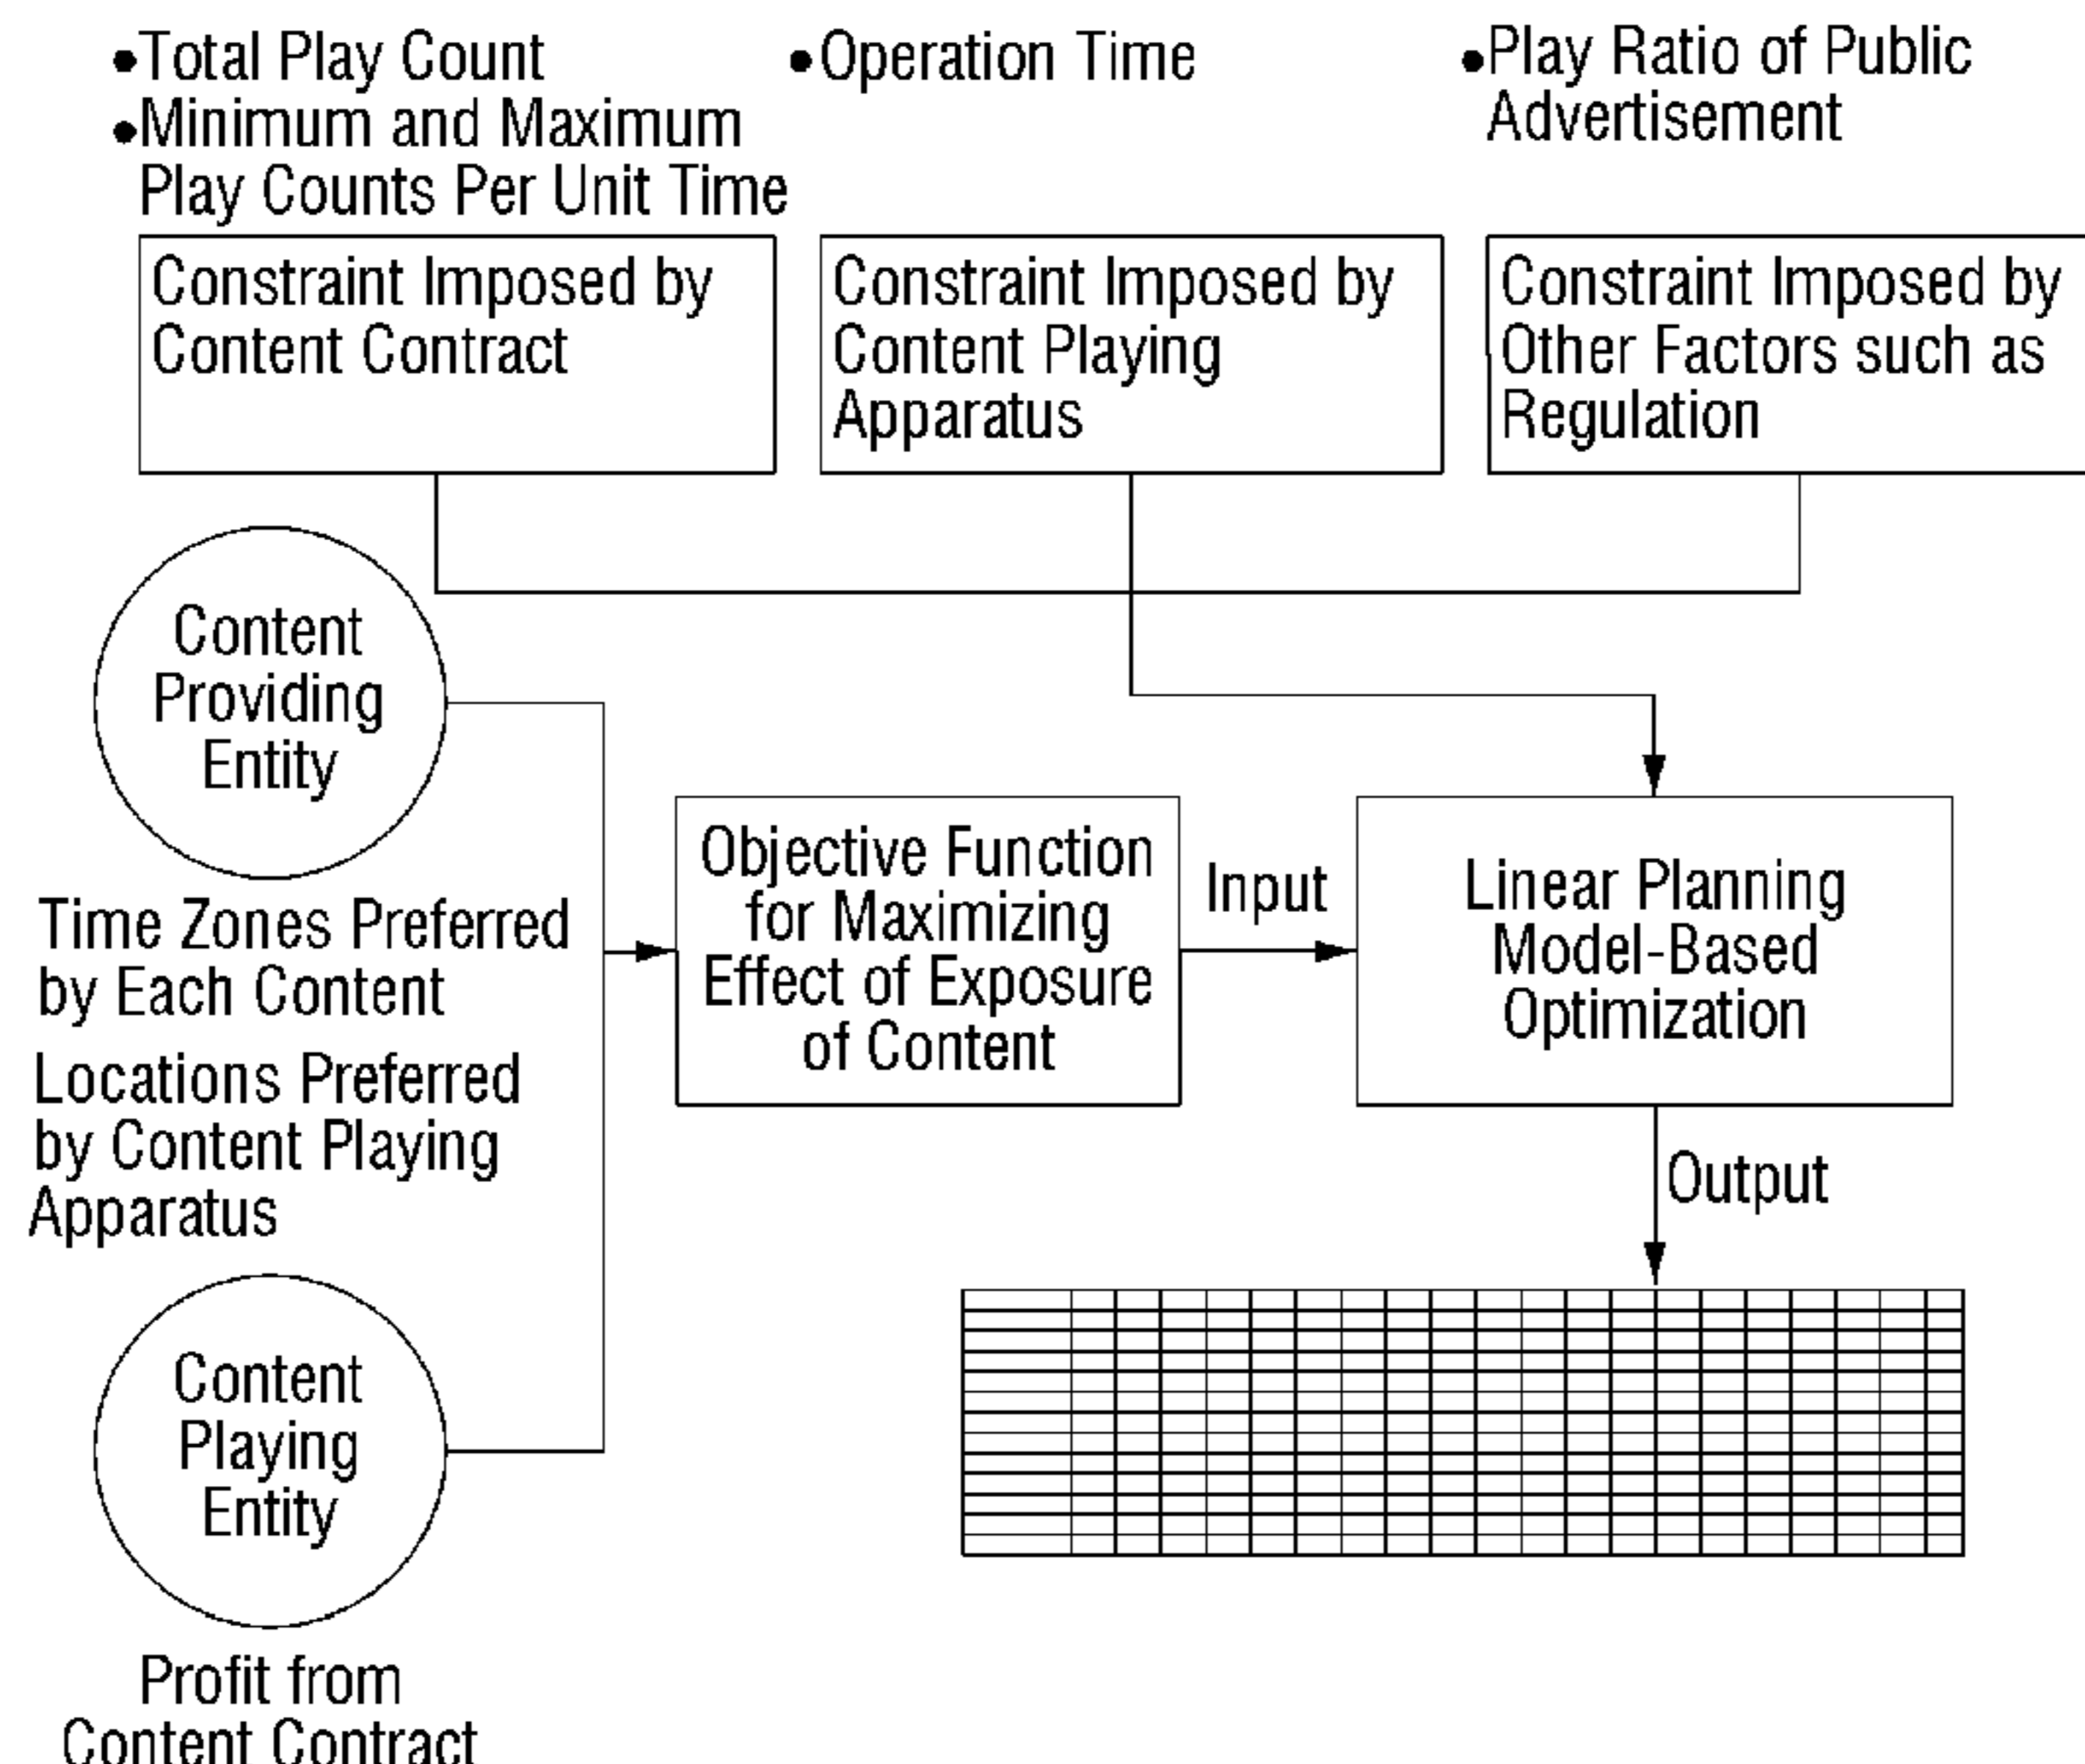 •Total Play Count
•Minimum and Maximum
Play Counts Per Unit Time
•Operation Time
•Play Ratio of Public
Advertisement
Constraint Imposed by
Content Contract
Constraint Imposed by
Content Playing
Apparatus
Constraint Imposed by
Other Factors such as
Regulation
Content
Providing
Entity
Time Zones Preferred
by Each Content
Locations Preferred
by Content Playing
Apparatus
Content
Playing
Entity
Profit from
Content Contract
Objective Function
for Maximizing
Effect of Exposure
of Content
Input
Linear Planning
Model-Based
Optimization
Output